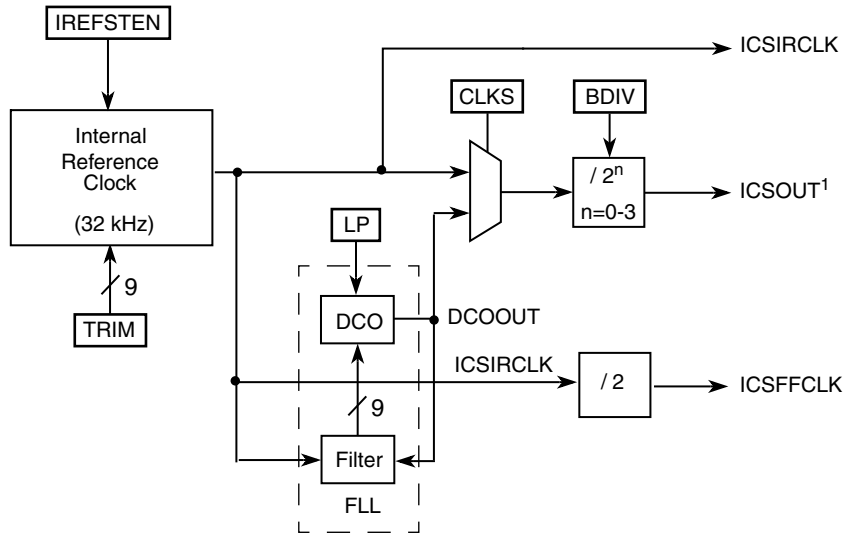 IREFSTEN
ICSIRCLK
CLKS
BDIV
Internal
Reference
Clock
(32 kHz)
/ 2ⁿ
n=0-3
ICSOUT¹
LP
9
TRIM
DCO
DCOOUT
ICSIRCLK
/ 2
ICSFFCLK
9
Filter
FLL